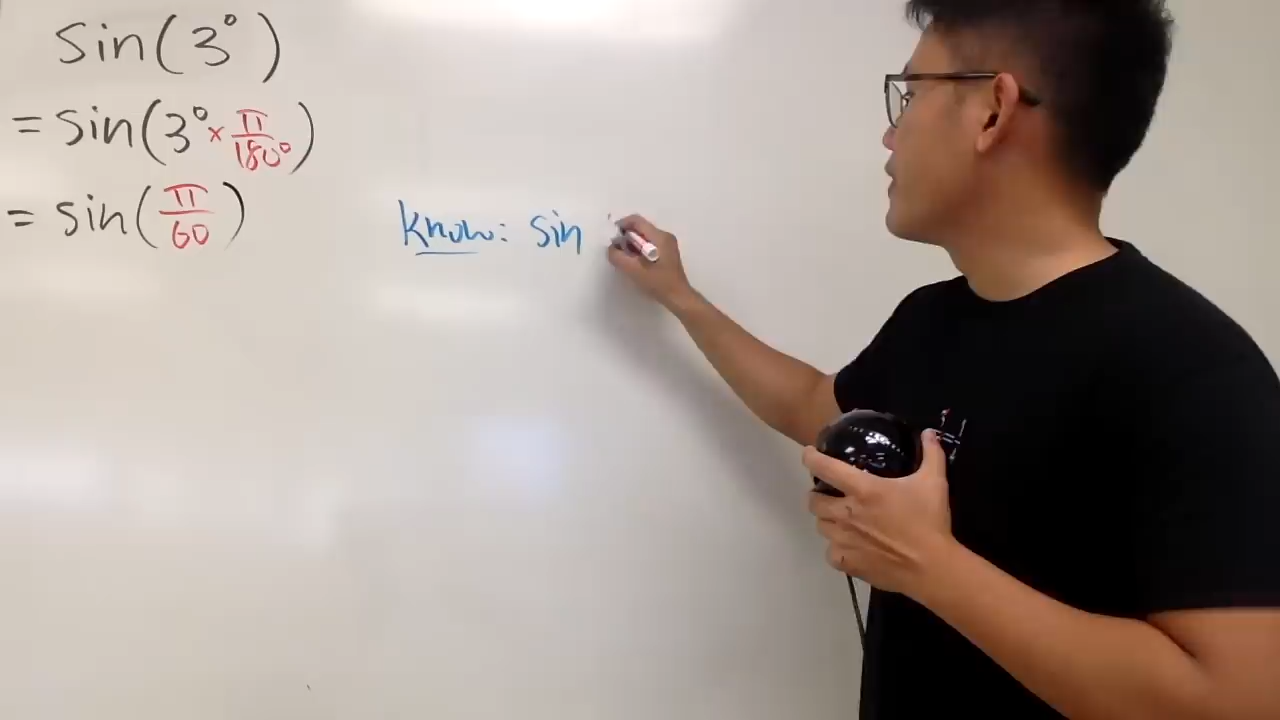 sin(3°)
= sin(3° × π/180°)
= sin(π/60)
Know: sin